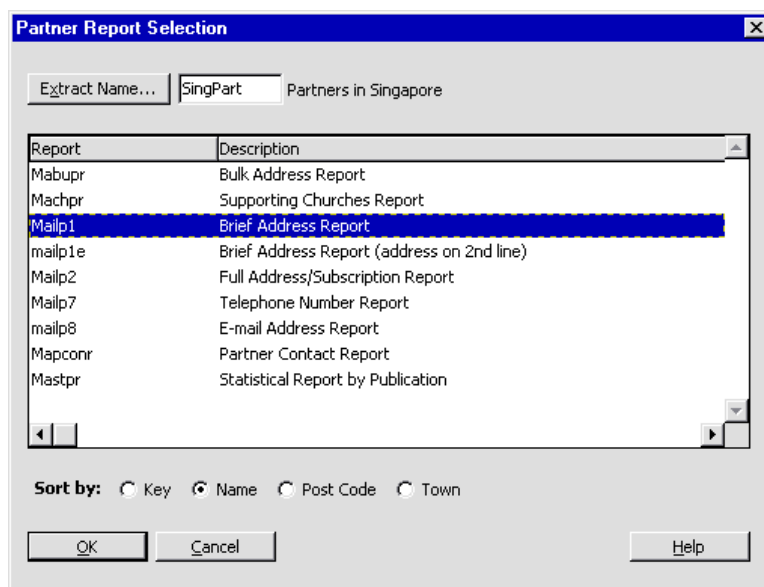 Partner Report Selection
Extract Name... SingPart Partners in Singapore
Report Description
Mabupr Bulk Address Report
Machpr Supporting Churches Report
Mailp1 Brief Address Report
mailp1e Brief Address Report (address on 2nd line)
Mailp2 Full Address/Subscription Report
Mailp7 Telephone Number Report
mailp8 E-mail Address Report
Mapconr Partner Contact Report
Mastpr Statistical Report by Publication
Sort by: Key Name Post Code Town
OK Cancel Help